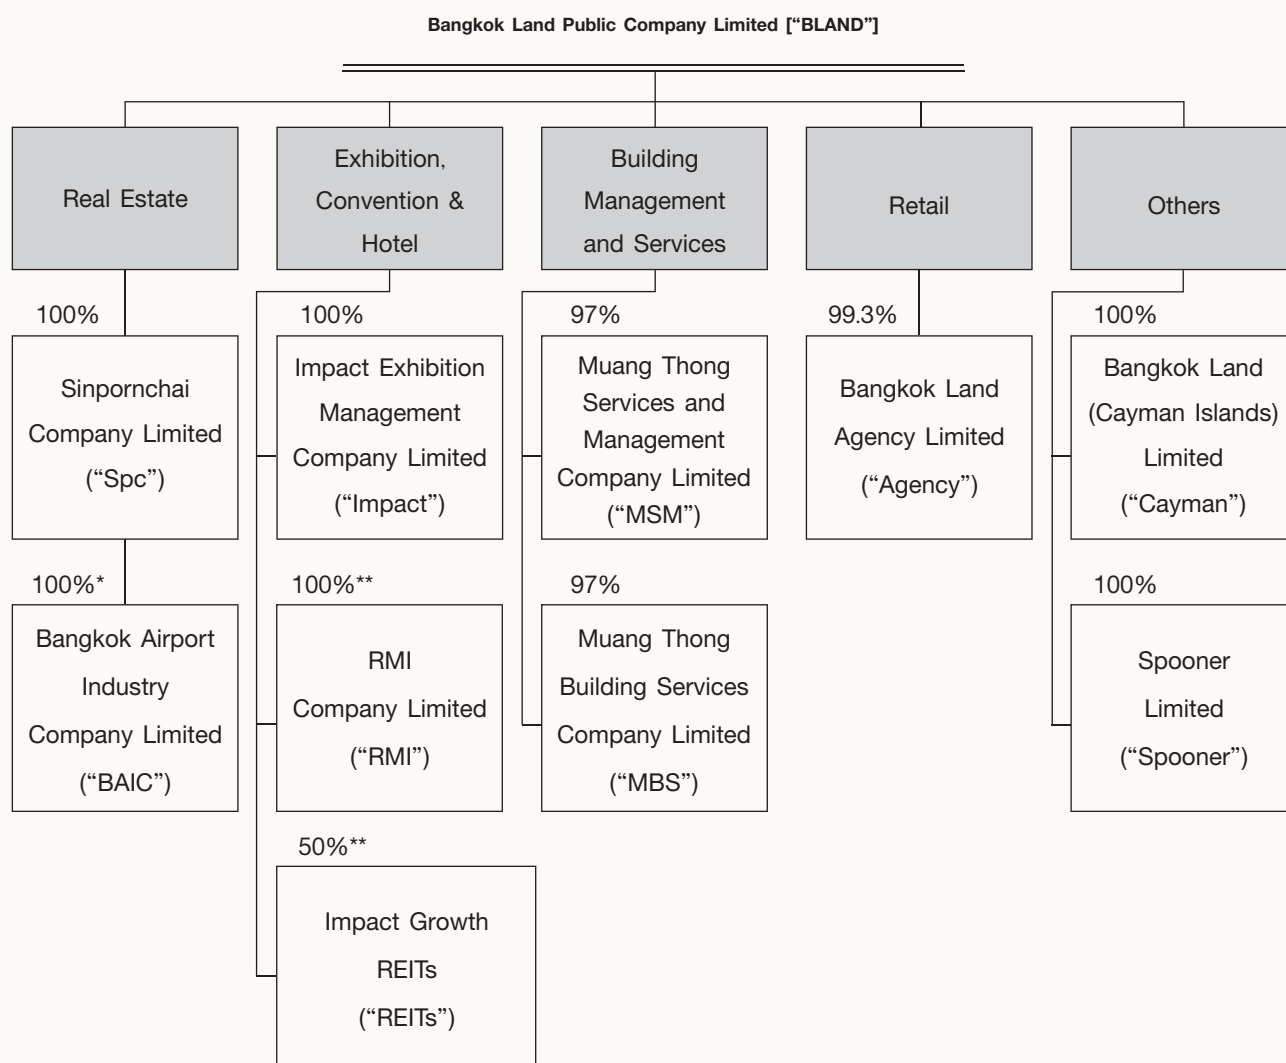 Bangkok Land Public Company Limited [“BLAND”]
Real Estate
Exhibition,
Convention &
Hotel
Building
Management
and Services
Retail
Others
100%
Sinpornchai
Company Limited
(“Spc”)
100%*
Bangkok Airport
Industry
Company Limited
(“BAIC”)
100%
Impact Exhibition
Management
Company Limited
(“Impact”)
100%**
RMI
Company Limited
(“RMI”)
50%**
Impact Growth
REITs
(“REITs”)
97%
Muang Thong
Services and
Management
Company Limited
(“MSM”)
97%
Muang Thong
Building Services
Company Limited
(“MBS”)
99.3%
Bangkok Land
Agency Limited
(“Agency”)
100%
Bangkok Land
(Cayman Islands)
Limited
(“Cayman”)
100%
Spooner
Limited
(“Spooner”)